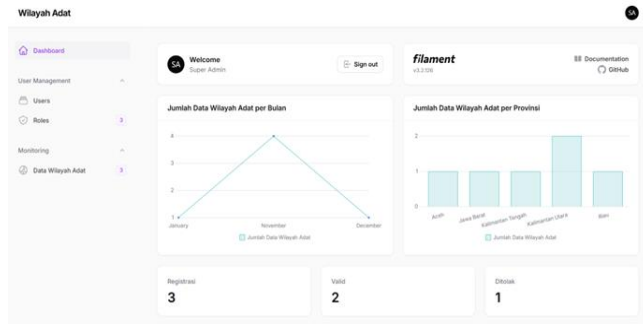 Wilayah Adat
SA
Dashboard
User Management
Users
Roles 3
Monitoring
Data Wilayah Adat 3
SA
Welcome
Super Admin
Sign out
filament
v3.2.126
Documentation
GitHub
Jumlah Data Wilayah Adat per Bulan
4
3
2
1
January November December
Jumlah Data Wilayah Adat
Jumlah Data Wilayah Adat per Provinsi
2
1
0
Aceh Jawa Barat Kalimantan Tengah Kalimantan Utara Riau
Jumlah Data Wilayah Adat
Registrasi
3
Valid
2
Ditolak
1